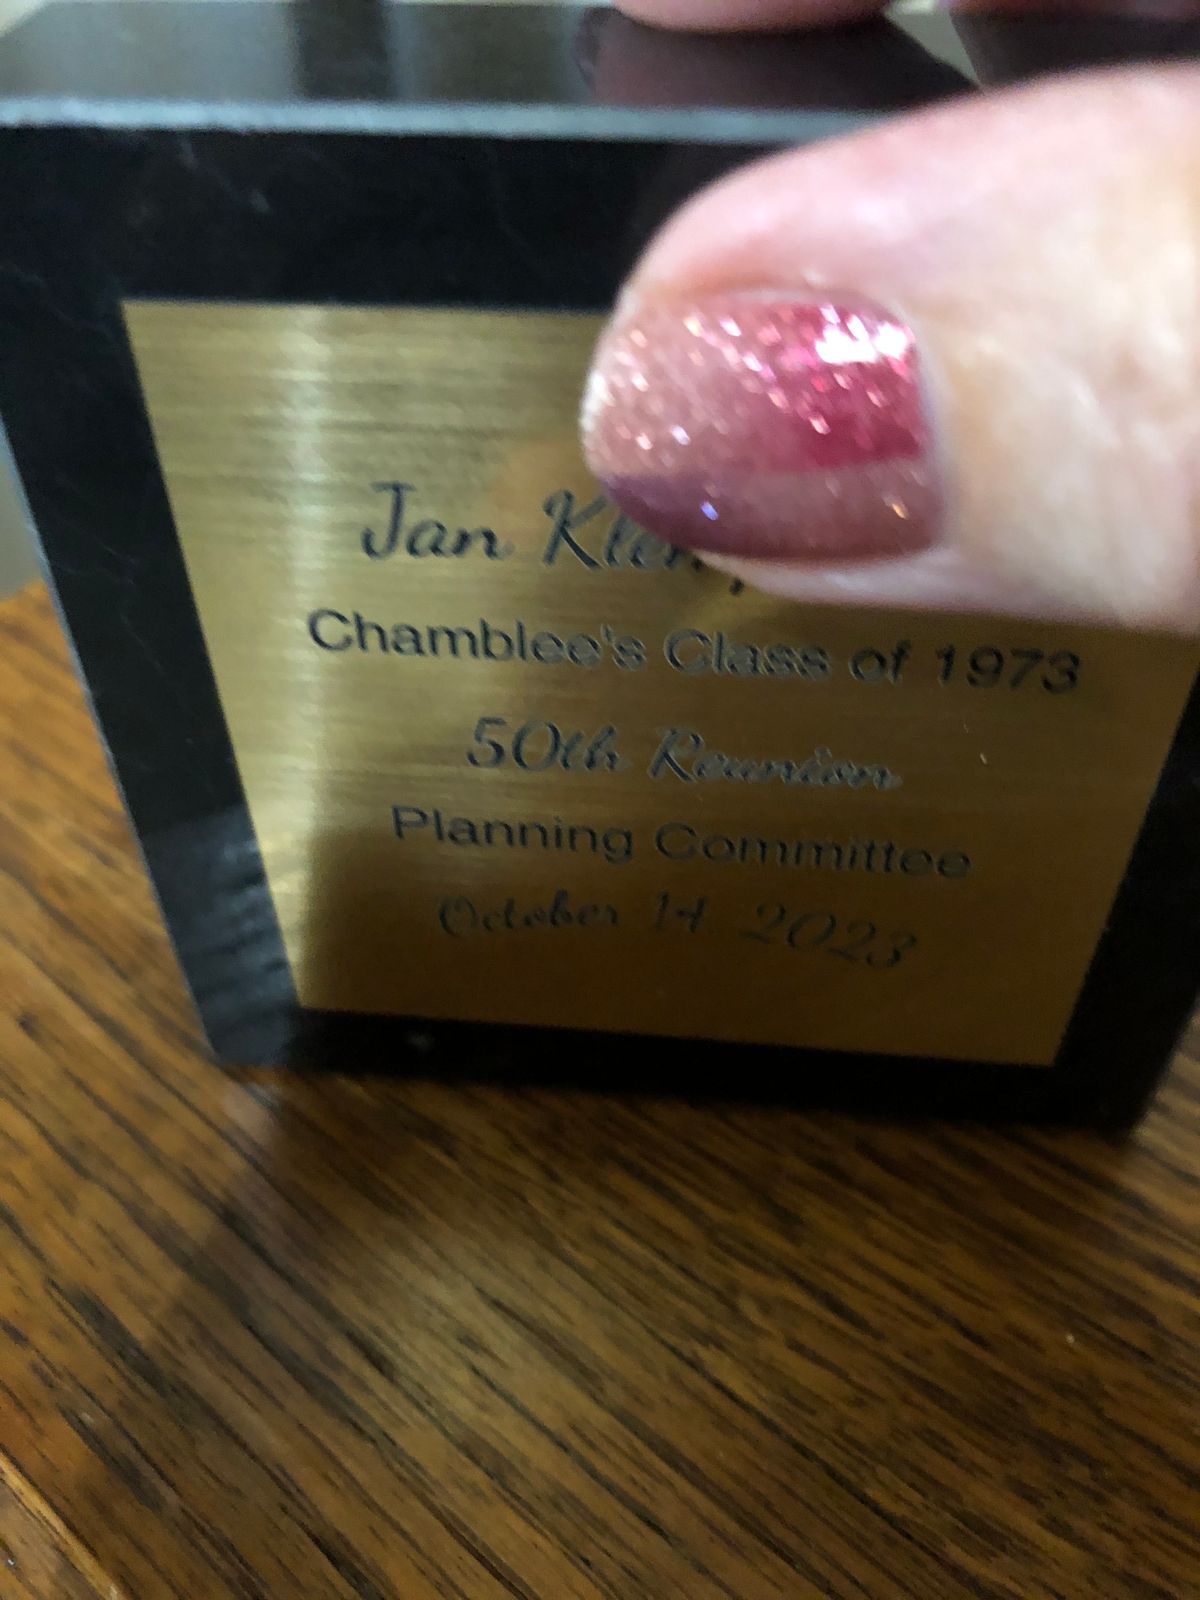 Jan
Chamblee's Class of 1973
50th Reunion
Planning Committee
October 14, 2023